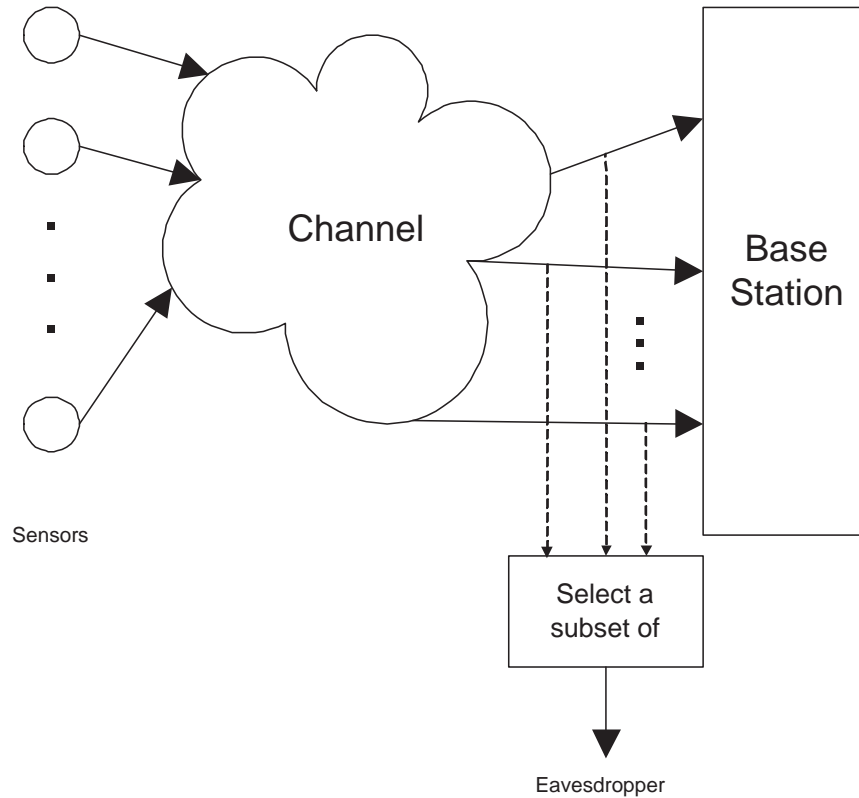 Channel
Base
Station
Sensors
Select a
subset of
Eavesdropper